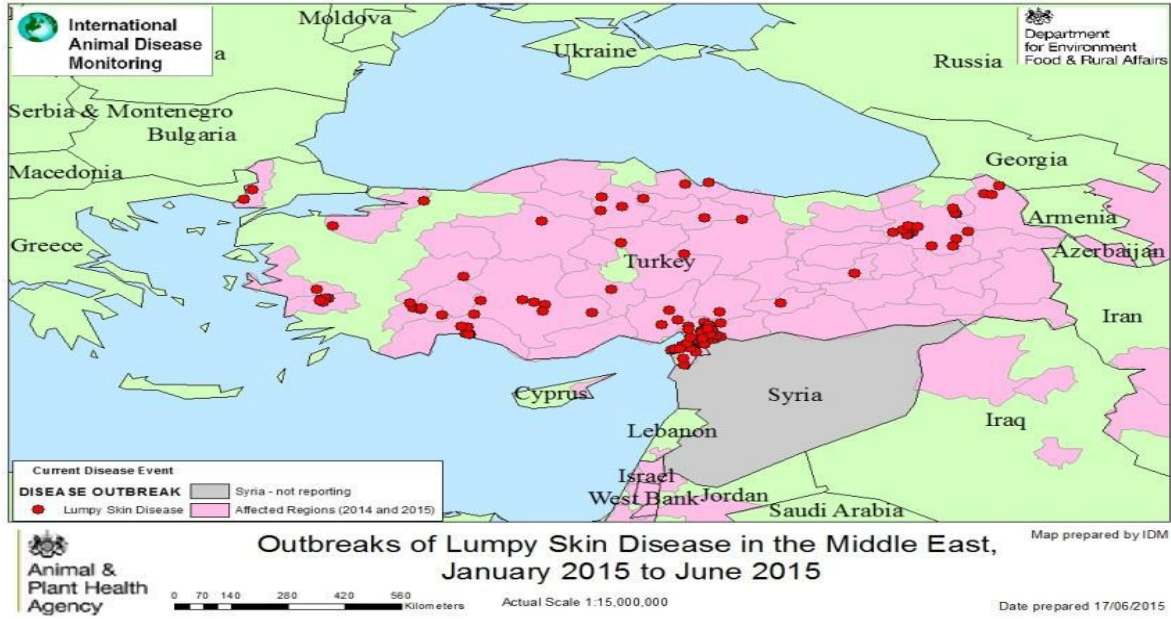 International
Animal Disease
Monitoring
Department
for Environment
Food & Rural Affairs
Moldova
a
Ukraine
Russia
Serbia & Montenegro
Bulgaria
Macedonia
Georgia
Armenia
Azerbaijan
Greece
Turkey
Iran
Cyprus
Syria
Iraq
Lebanon
Israel
West Bank
Jordan
Saudi Arabia
Current Disease Event
DISEASE OUTBREAK
Syria - not reporting
Lumpy Skin Disease
Affected Regions (2014 and 2015)
Animal &
Plant Health
Agency
Outbreaks of Lumpy Skin Disease in the Middle East,
January 2015 to June 2015
Map prepared by IDM
0 70 140 280 420 560
Kilometers
Actual Scale 1:15,000,000
Date prepared 17/06/2015